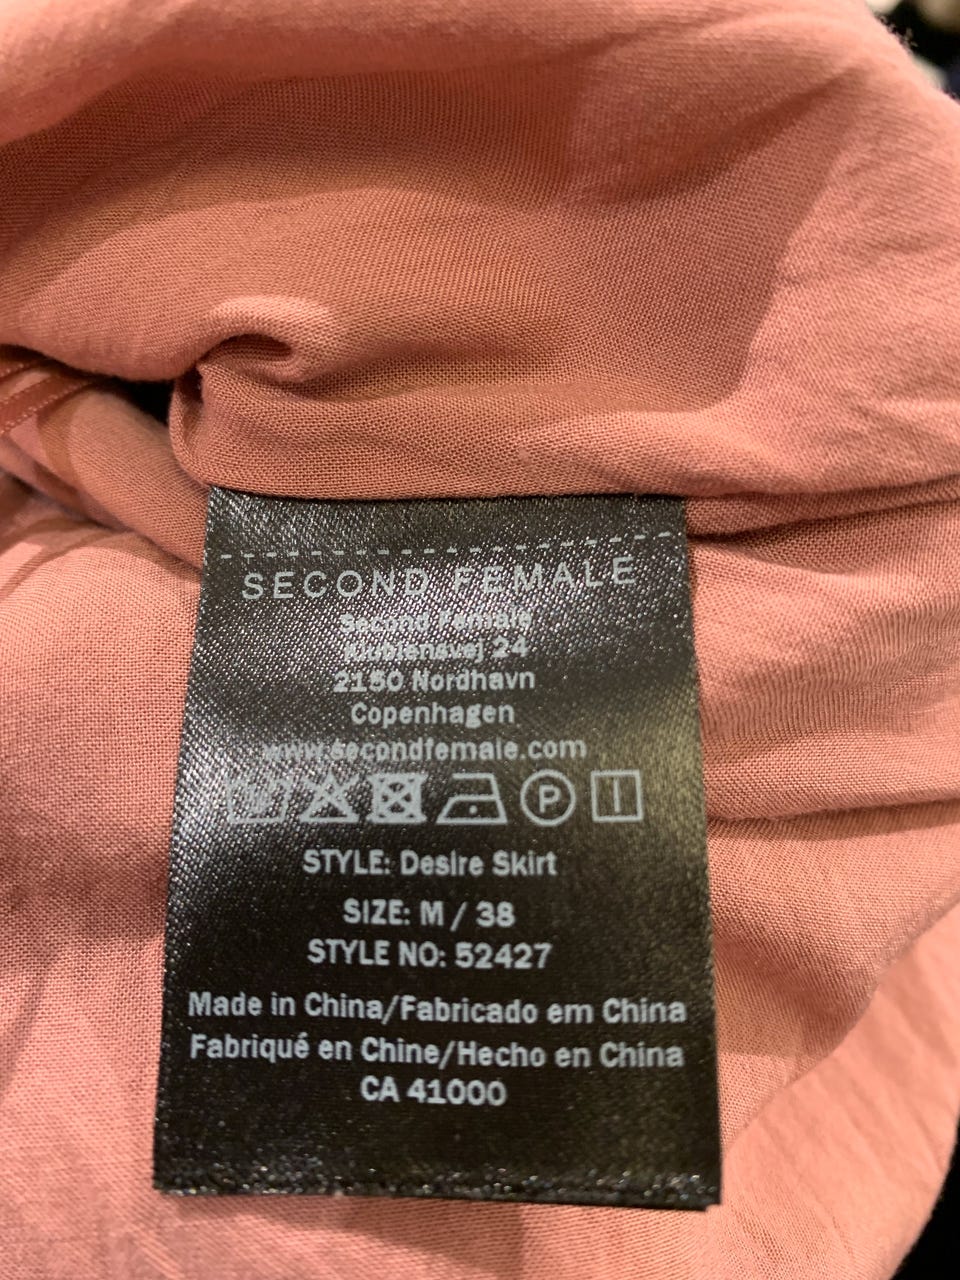 SECOND FEMALE
Second Female
24
2150 Nordhavn
Copenhagen
www.secondfemale.com
P
STYLE: Desire Skirt
SIZE: M / 38
STYLE NO: 52427
Made in China/Fabricado em China
Fabriqué en Chine/Hecho en China
CA 41000